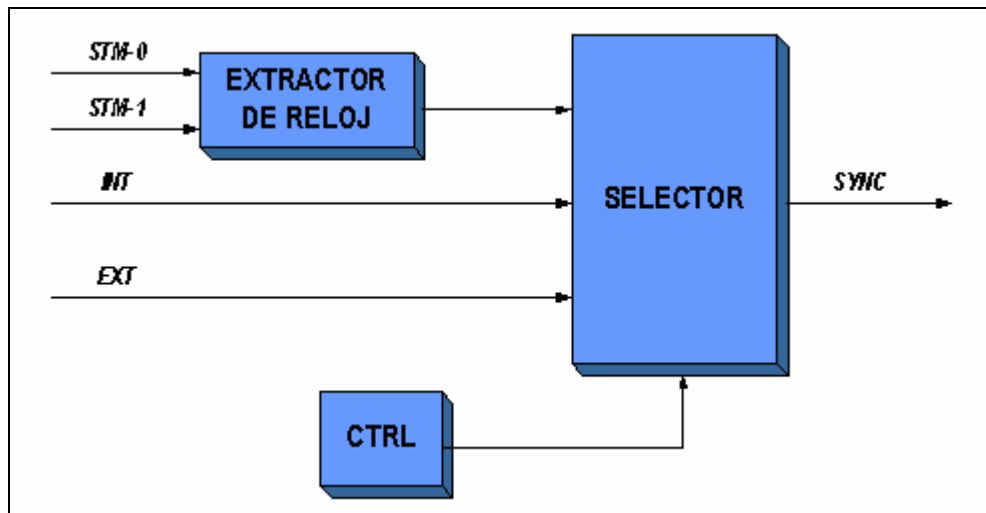 STM-0
EXTRACTOR
DE RELOJ
STM-1
INT
SELECTOR
SYNC
EXT
CTRL